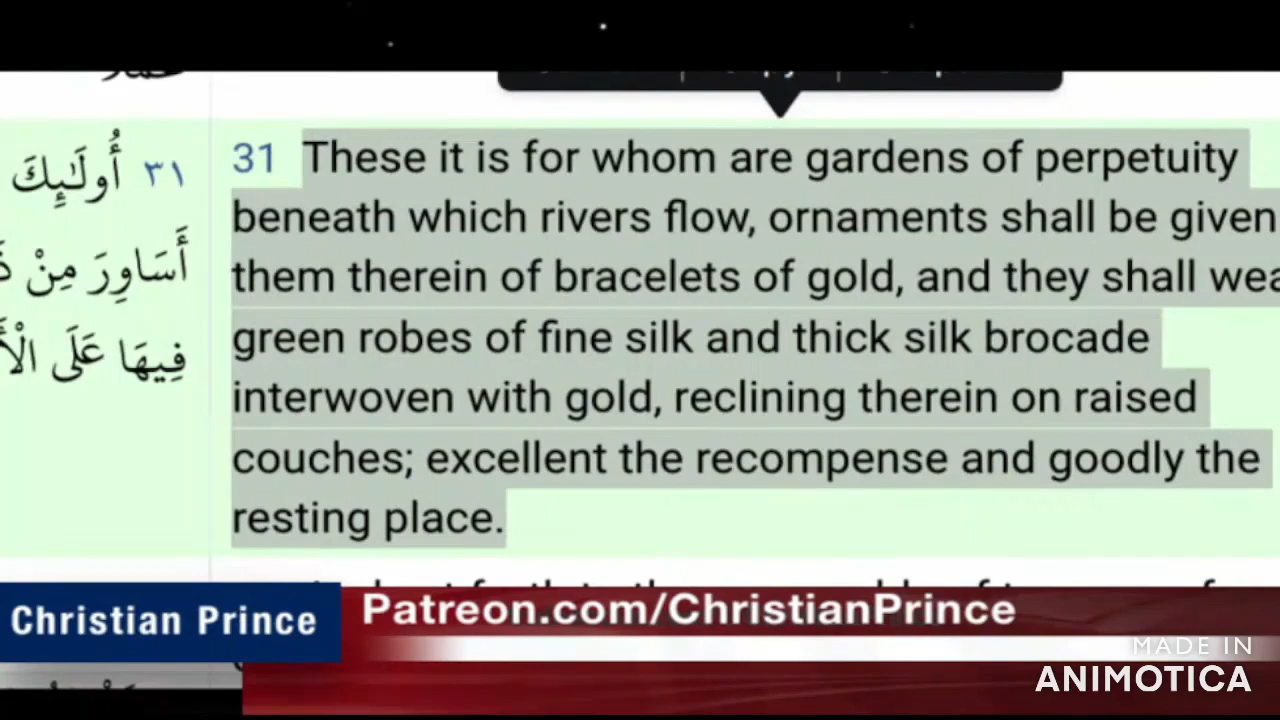 31 These it is for whom are gardens of perpetuity
beneath which rivers flow, ornaments shall be given
them therein of bracelets of gold, and they shall
green robes of fine silk and thick silk brocade
interwoven with gold, reclining therein on raised
couches; excellent the recompense and goodly the
resting place.
٣١ أُولَـٰئِكَ
أَسَاوِرَ مِنْ
فِيهَا عَلَى
Christian Prince
Patreon.com/ChristianPrince
MADE IN
ANIMOTICA